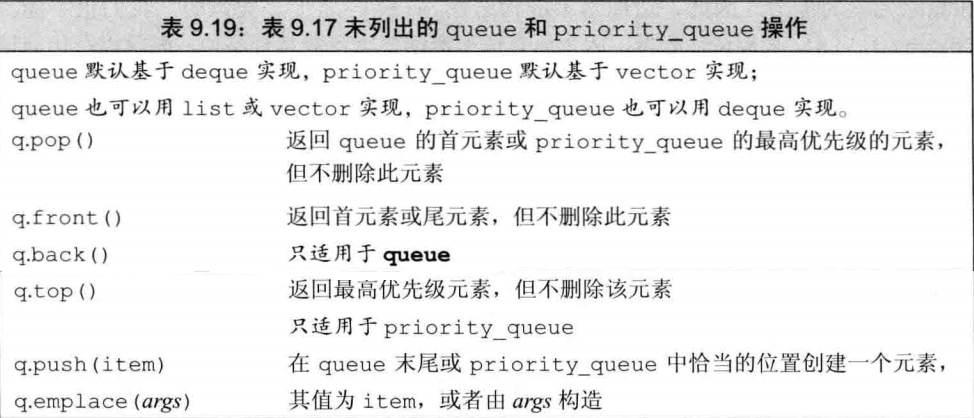 表 9.19：表 9.17 未列出的 queue 和 priority_queue 操作
queue 默认基于 deque 实现，priority_queue 默认基于 vector 实现；
queue 也可以用 list 或 vector 实现，priority_queue 也可以用 deque 实现。
q.pop() 返回 queue 的首元素或 priority_queue 的最高优先级的元素，
但不删除此元素
q.front() 返回首元素或尾元素，但不删除此元素
q.back() 只适用于 queue
q.top() 返回最高优先级元素，但不删除该元素
只适用于 priority_queue
q.push(item) 在 queue 末尾或 priority_queue 中恰当的位置创建一个元素，
q.emplace(args) 其值为 item，或者由 args 构造